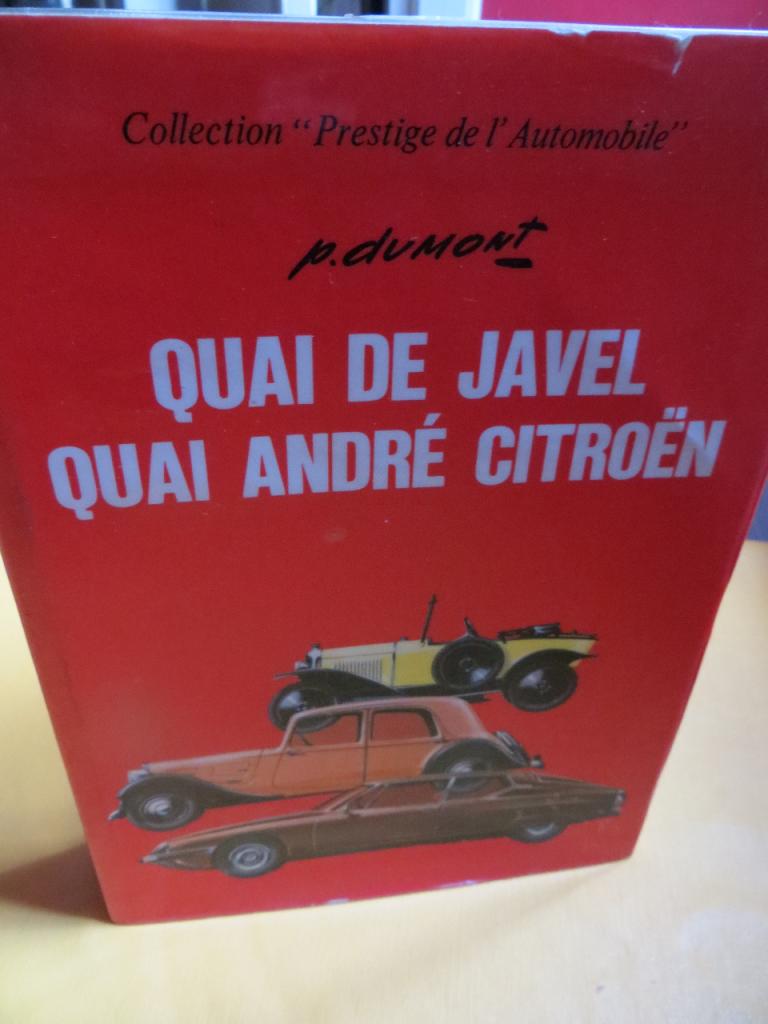 Collection “Prestige de l'Automobile”
p. dumont
QUAI DE JAVEL
QUAI ANDRÉ CITROËN